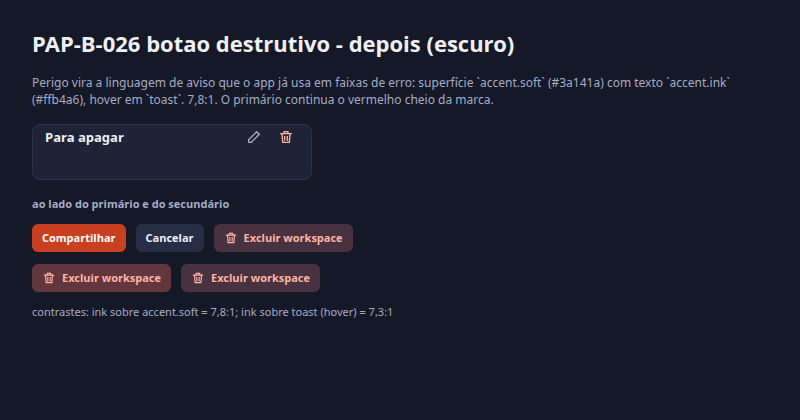 PAP-B-026 botao destrutivo - depois (escuro)
Perigo vira a linguagem de aviso que o app já usa em faixas de erro: superfície `accent.soft` (#3a141a) com texto `accent.ink`
(#ffb4a6), hover em `toast`. 7,8:1. O primário continua o vermelho cheio da marca.
Para apagar
ao lado do primário e do secundário
Compartilhar Cancelar Excluir workspace
Excluir workspace Excluir workspace
contrastes: ink sobre accent.soft = 7,8:1; ink sobre toast (hover) = 7,3:1